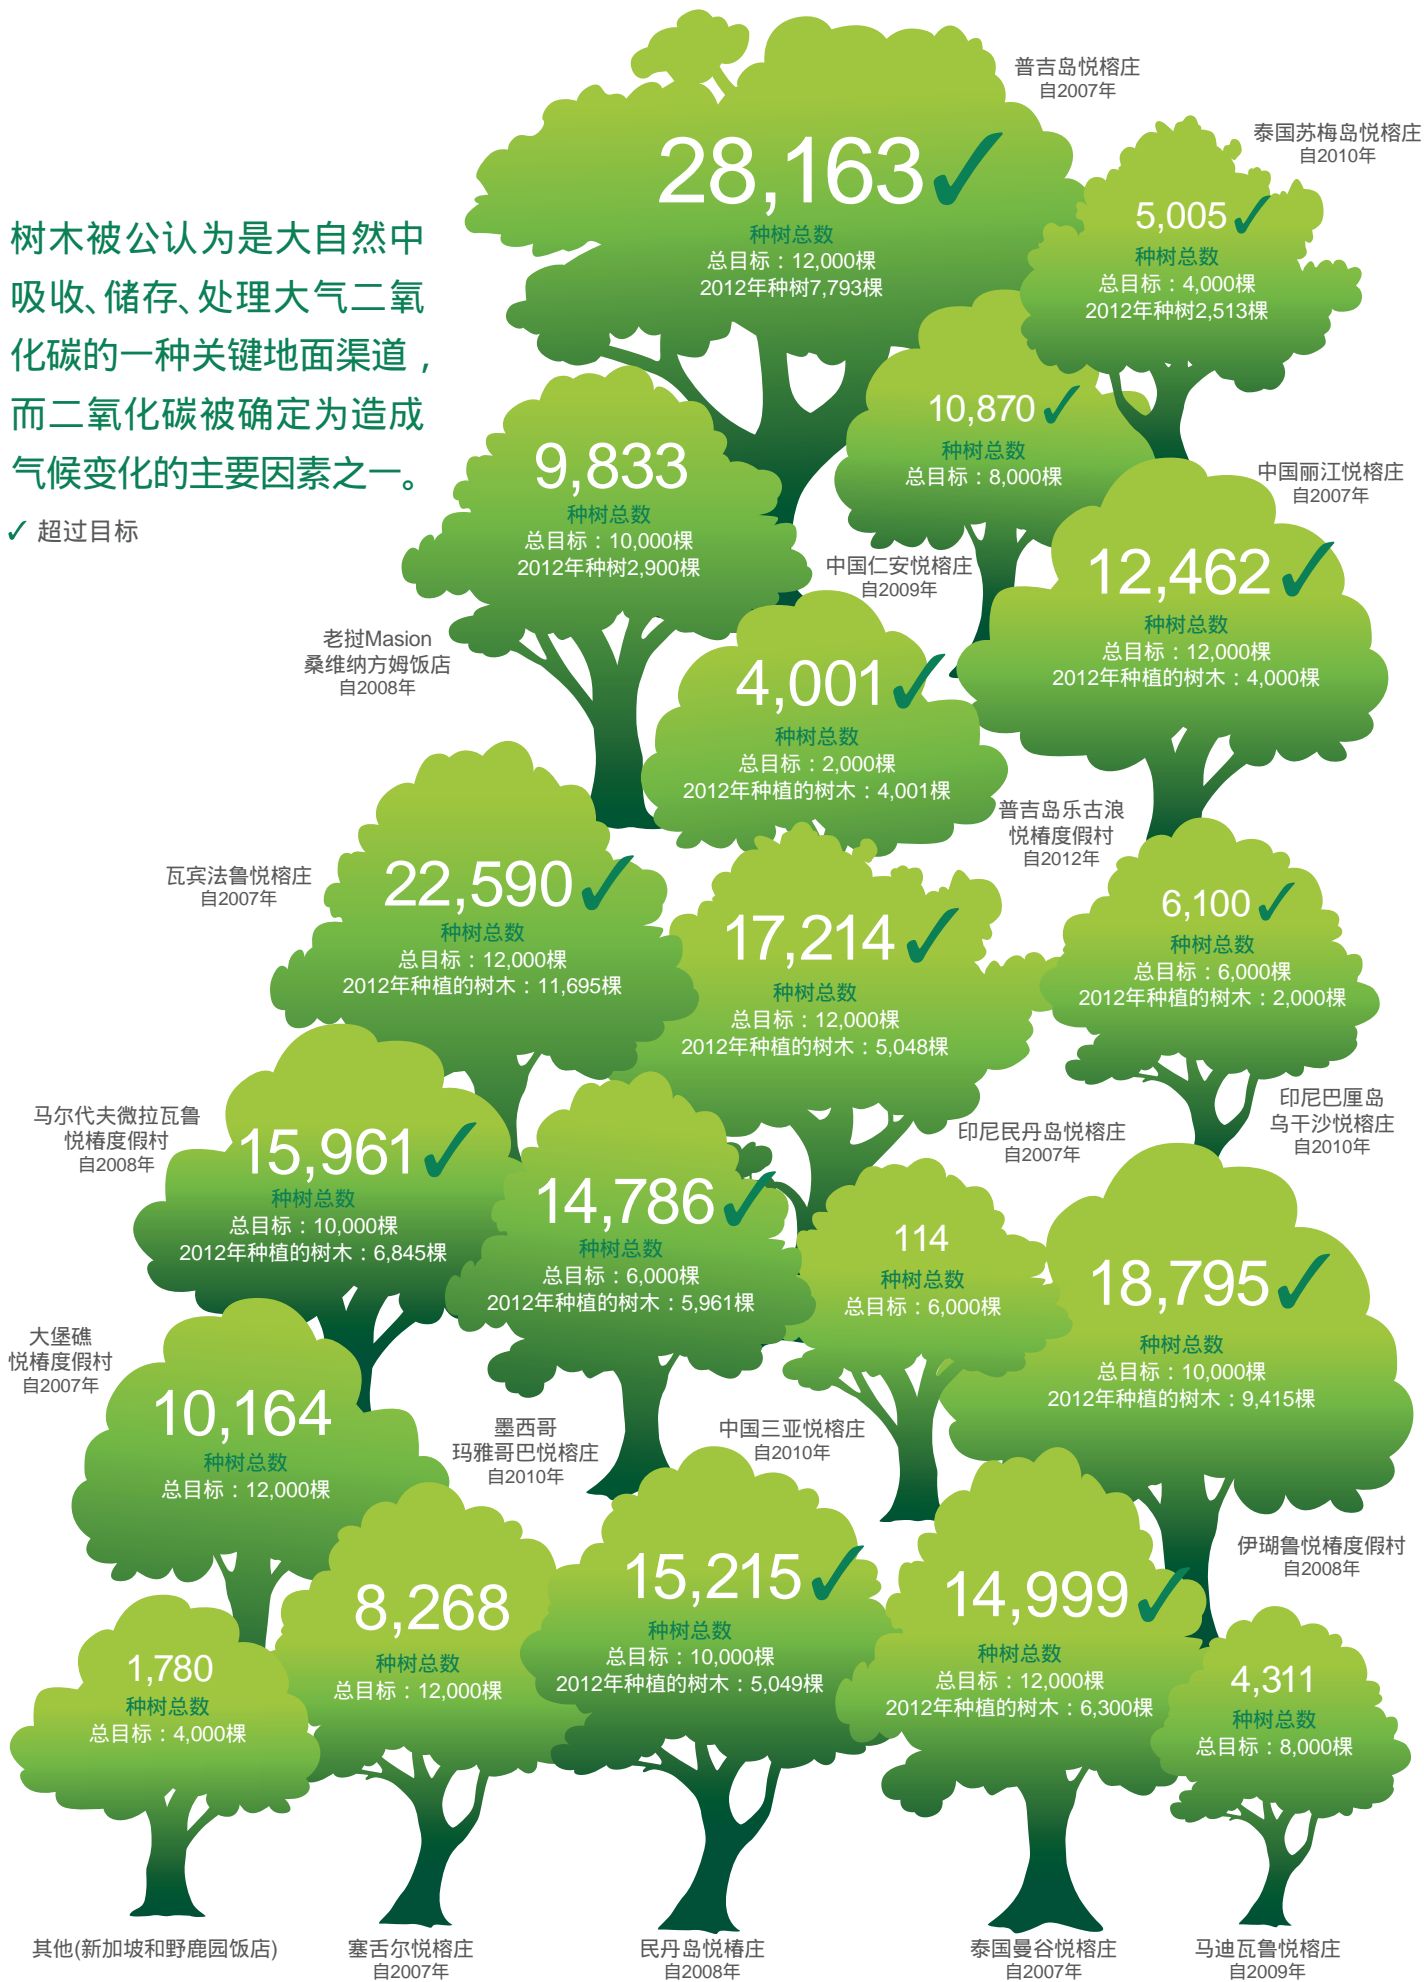 树木被公认为是大自然中
吸收、储存、处理大气二氧
化碳的一种关键地面渠道，
而二氧化碳被确定为造成
气候变化的主要因素之一。
✓ 超过目标
普吉岛悦榕庄
自2007年
28,163 ✓
种树总数
总目标：12,000棵
2012年种树7,793棵
泰国苏梅岛悦榕庄
自2010年
5,005 ✓
种树总数
总目标：4,000棵
2012年种树2,513棵
10,870 ✓
种树总数
总目标：8,000棵
中国仁安悦榕庄
自2009年
9,833
种树总数
总目标：10,000棵
2012年种树2,900棵
老挝Masion
桑维纳方姆饭店
自2008年
中国丽江悦榕庄
自2007年
12,462 ✓
种树总数
总目标：12,000棵
2012年种植的树木：4,000棵
4,001 ✓
种树总数
总目标：2,000棵
2012年种植的树木：4,001棵
普吉岛乐古浪
悦椿度假村
自2012年
瓦宾法鲁悦榕庄
自2007年
22,590 ✓
种树总数
总目标：12,000棵
2012年种植的树木：11,695棵
17,214 ✓
种树总数
总目标：12,000棵
2012年种植的树木：5,048棵
印尼民丹岛悦榕庄
自2007年
6,100 ✓
种树总数
总目标：6,000棵
2012年种植的树木：2,000棵
印尼巴厘岛
乌干沙悦榕庄
自2010年
马尔代夫微拉瓦鲁
悦椿度假村
自2008年
15,961 ✓
种树总数
总目标：10,000棵
2012年种植的树木：6,845棵
14,786 ✓
种树总数
总目标：6,000棵
2012年种植的树木：5,961棵
墨西哥
玛雅哥巴悦榕庄
自2010年
114
种树总数
总目标：6,000棵
中国三亚悦榕庄
自2010年
18,795 ✓
种树总数
总目标：10,000棵
2012年种植的树木：9,415棵
伊瑚鲁悦椿度假村
自2008年
大堡礁
悦椿度假村
自2007年
10,164
种树总数
总目标：12,000棵
1,780
种树总数
总目标：4,000棵
其他(新加坡和野鹿园饭店)
8,268
种树总数
总目标：12,000棵
塞舌尔悦榕庄
自2007年
15,215 ✓
种树总数
总目标：10,000棵
2012年种植的树木：5,049棵
民丹岛悦椿庄
自2008年
14,999 ✓
种树总数
总目标：12,000棵
2012年种植的树木：6,300棵
泰国曼谷悦榕庄
自2007年
4,311
种树总数
总目标：8,000棵
马迪瓦鲁悦榕庄
自2009年